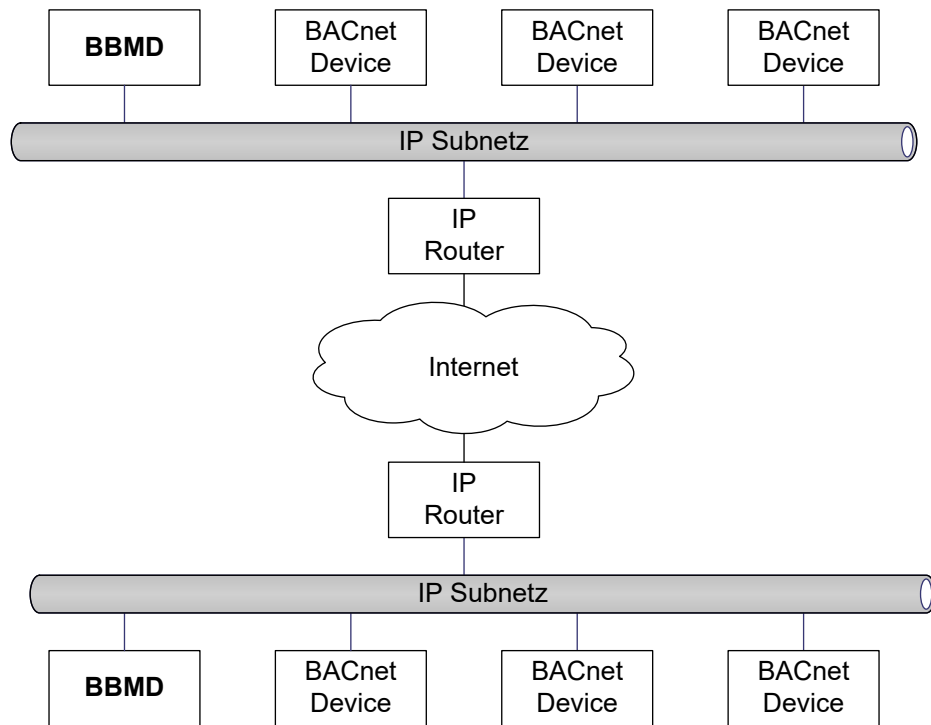 BBMD
BACnet
Device
BACnet
Device
BACnet
Device
IP Subnetz
IP
Router
Internet
IP
Router
IP Subnetz
BBMD
BACnet
Device
BACnet
Device
BACnet
Device